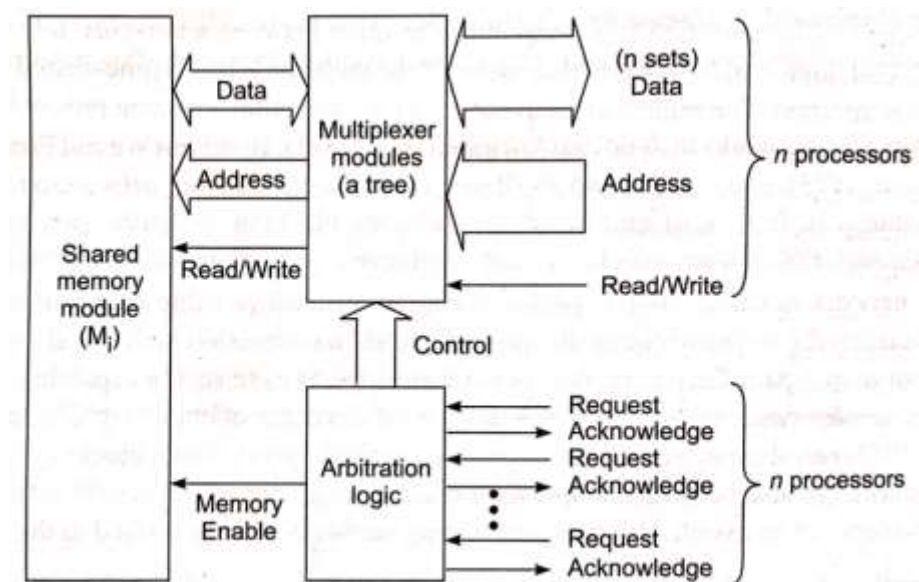 Data
Address
Read/Write
Shared
memory
module
(Mj)
Multiplexer
modules
(a tree)
(n sets)
Data
Address
Read/Write
n processors
Control
Arbitration
logic
Memory
Enable
Request
Acknowledge
Request
Acknowledge
Request
Acknowledge
n processors